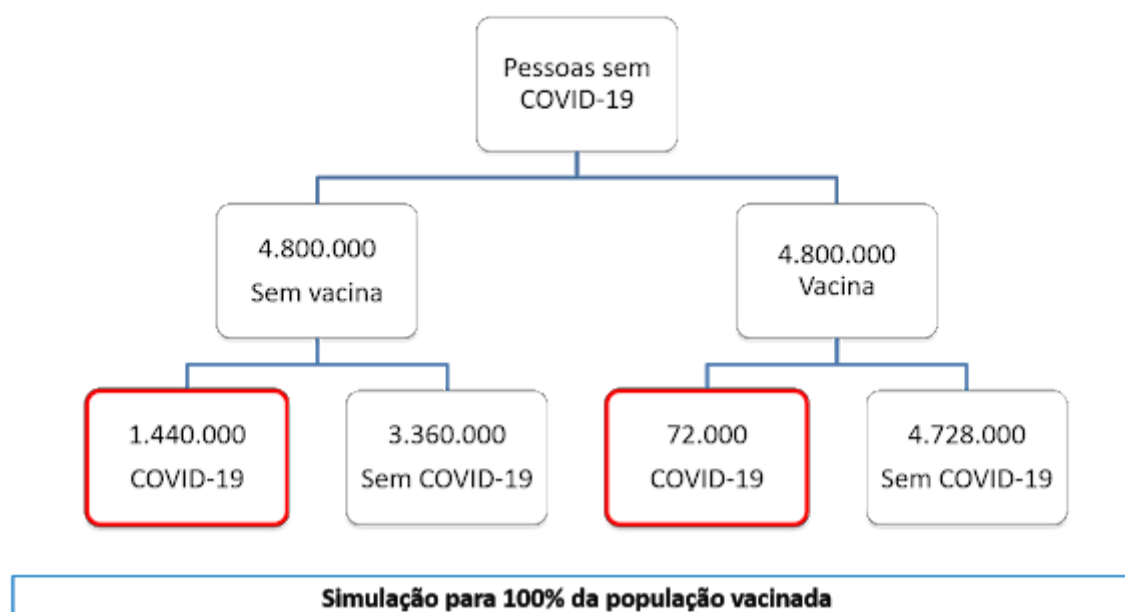 Pessoas sem
COVID-19
4.800.000
Sem vacina
4.800.000
Vacina
1.440.000
COVID-19
3.360.000
Sem COVID-19
72.000
COVID-19
4.728.000
Sem COVID-19
Simulação para 100% da população vacinada